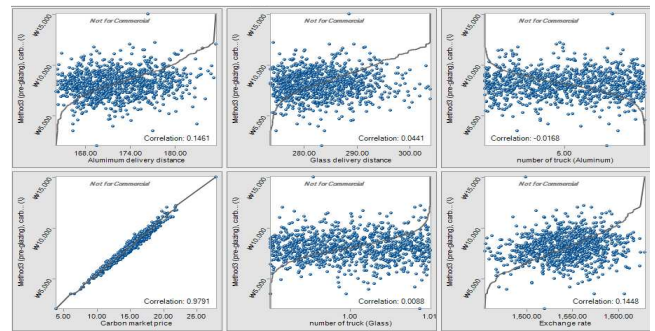 Not for Commercial
Not for Commercial
Not for Commercial
₩15,000
₩15,000
₩15,000
₩10,000
₩10,000
₩10,000
₩5,000
₩5,000
₩5,000
Method3 (pre-glazing), carb... (\)
Method3 (pre-glazing), carb... (\)
Method3 (pre-glazing), carb... (\)
Correlation: 0.1461
Correlation: 0.0441
Correlation: -0.0168
168.00 174.00 180.00
280.00 290.00 300.00
6.00
Aluminum delivery distance
Glass delivery distance
number of truck (Aluminum)
Not for Commercial
Not for Commercial
Not for Commercial
₩15,000
₩15,000
₩15,000
₩10,000
₩10,000
₩10,000
₩5,000
₩5,000
₩5,000
Method3 (pre-glazing), carb... (\)
Method3 (pre-glazing), carb... (\)
Method3 (pre-glazing), carb... (\)
Correlation: 0.9791
Correlation: 0.0088
Correlation: 0.1448
5.00 10.00 15.00 20.00 25.00
1.00 1.01
1,500.00 1,550.00 1,600.00
Carbon market price
number of truck (Glass)
Exchange rate